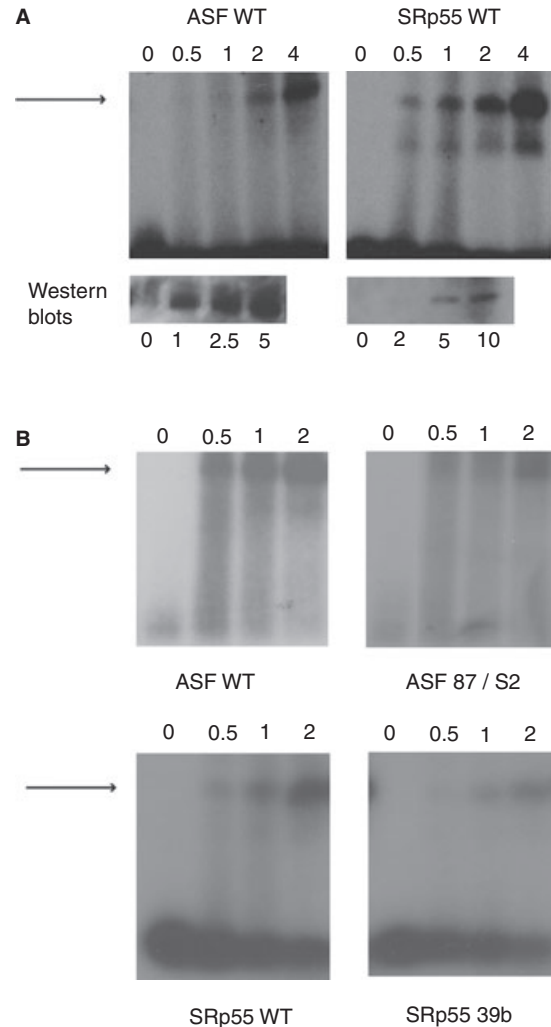 A ASF WT SRp55 WT
0 0.5 1 2 4 0 0.5 1 2 4
Western
blots
0 1 2.5 5 0 2 5 10
B
0 0.5 1 2 0 0.5 1 2
ASF WT ASF 87 / S2
0 0.5 1 2 0 0.5 1 2
SRp55 WT SRp55 39b